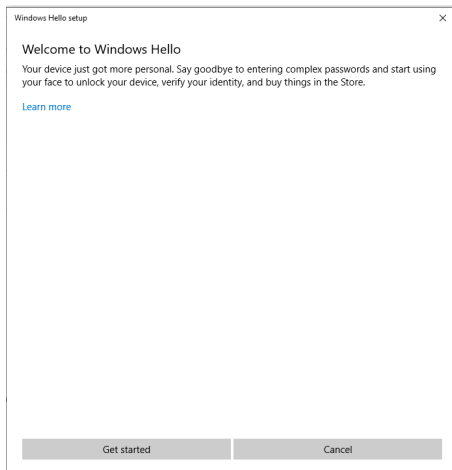 Windows Hello setup
Welcome to Windows Hello
Your device just got more personal. Say goodbye to entering complex passwords and start using
your face to unlock your device, verify your identity, and buy things in the Store.
Learn more
Get started
Cancel